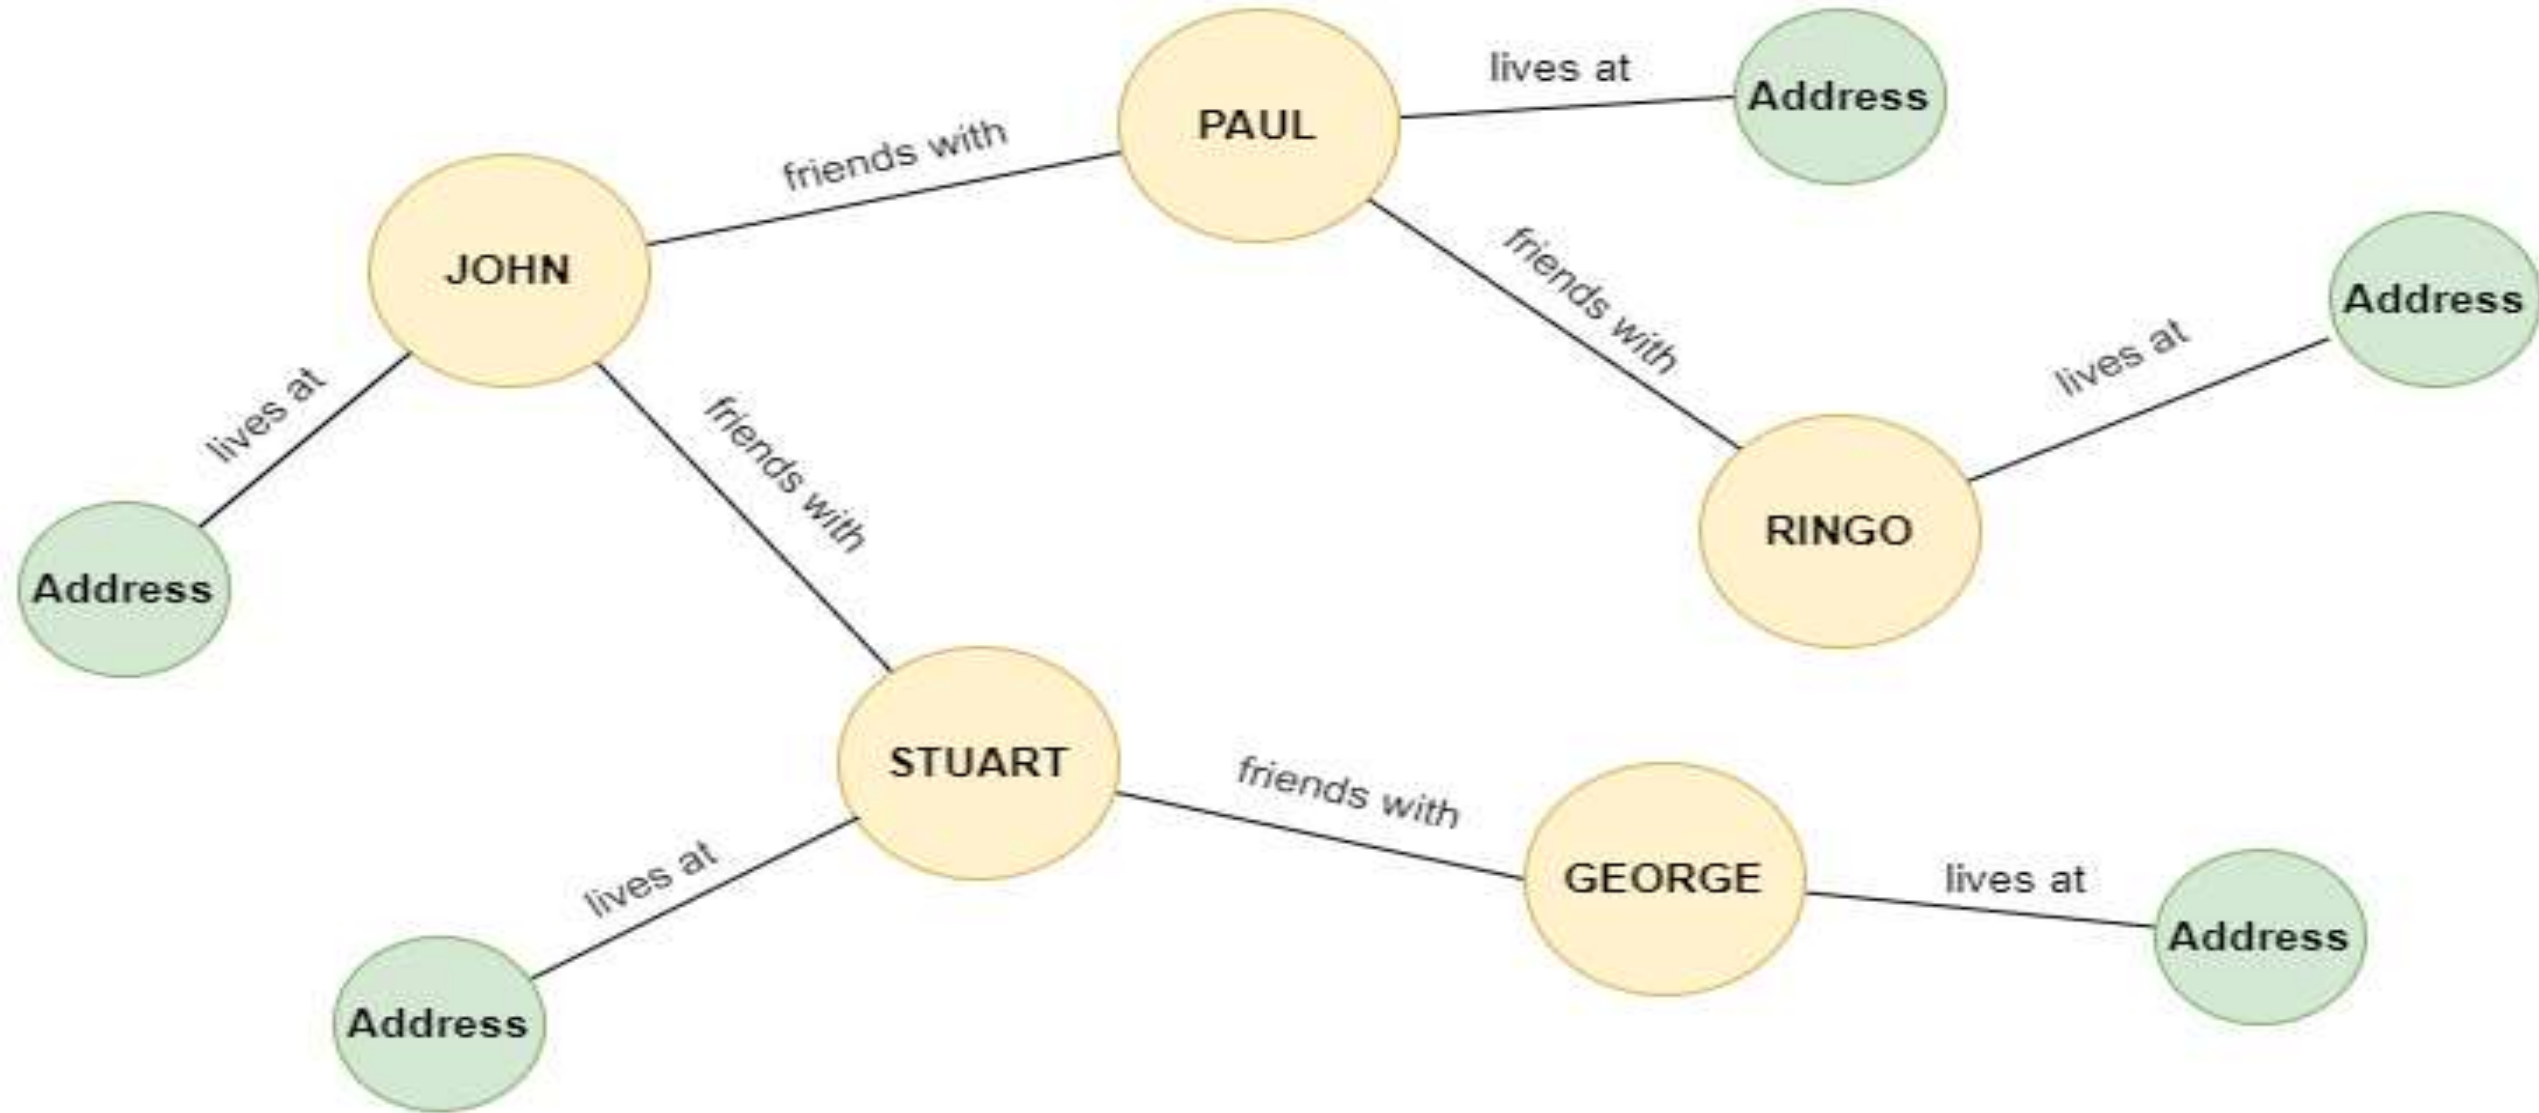 lives at
Address
PAUL
friends with
JOHN
friends with
Address
lives at
lives at
friends with
RINGO
Address
STUART
friends with
GEORGE
lives at
Address
lives at
Address